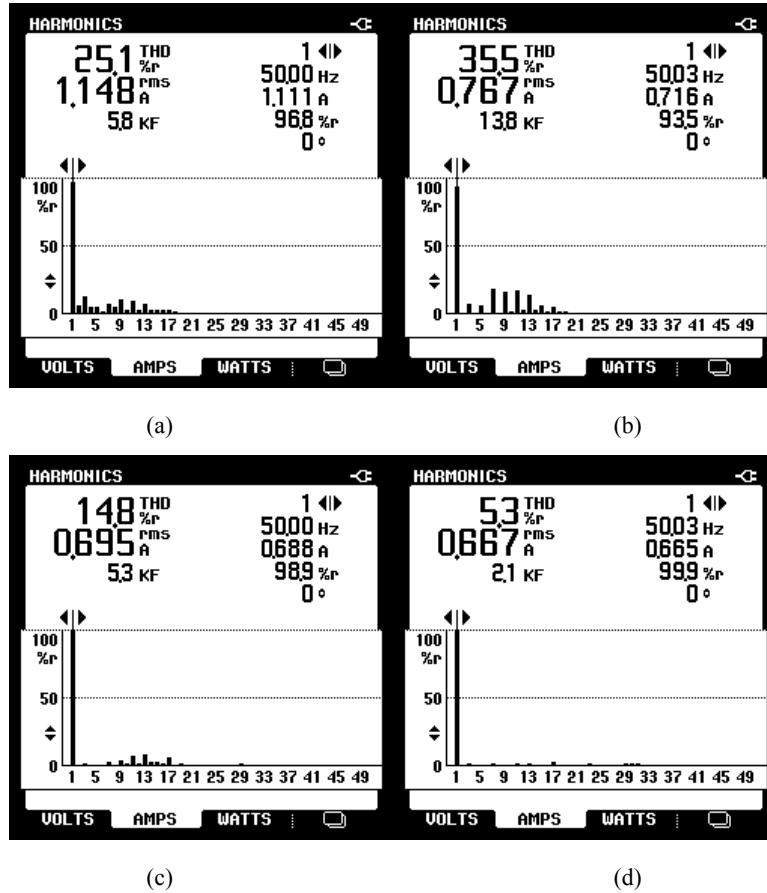 HARMONICS
25,1 THD %r
1,148 rms A
5,8 KF
1
50,00 Hz
1,111 A
96,8 %r
0 °
100
%r
50
0
1 5 9 13 17 21 25 29 33 37 41 45 49
VOLTS AMPS WATTS
(a)
HARMONICS
35,5 THD %r
0,767 rms A
13,8 KF
1
50,03 Hz
0,716 A
93,5 %r
0 °
100
%r
50
0
1 5 9 13 17 21 25 29 33 37 41 45 49
VOLTS AMPS WATTS
(b)
HARMONICS
14,8 THD %r
0,695 rms A
5,3 KF
1
50,00 Hz
0,688 A
98,9 %r
0 °
100
%r
50
0
1 5 9 13 17 21 25 29 33 37 41 45 49
VOLTS AMPS WATTS
(c)
HARMONICS
5,3 THD %r
0,667 rms A
2,1 KF
1
50,03 Hz
0,665 A
99,9 %r
0 °
100
%r
50
0
1 5 9 13 17 21 25 29 33 37 41 45 49
VOLTS AMPS WATTS
(d)